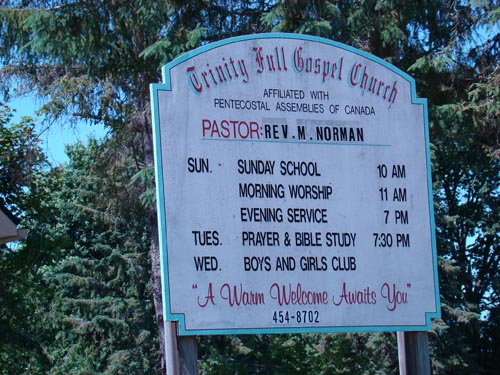 Trinity Full Gospel Church
AFFILIATED WITH
PENTECOSTAL ASSEMBLIES OF CANADA
PASTOR: REV. M. NORMAN
SUN. SUNDAY SCHOOL 10 AM
MORNING WORSHIP 11 AM
EVENING SERVICE 7 PM
TUES. PRAYER & BIBLE STUDY 7:30 PM
WED. BOYS AND GIRLS CLUB
"A Warm Welcome Awaits You"
454-8702